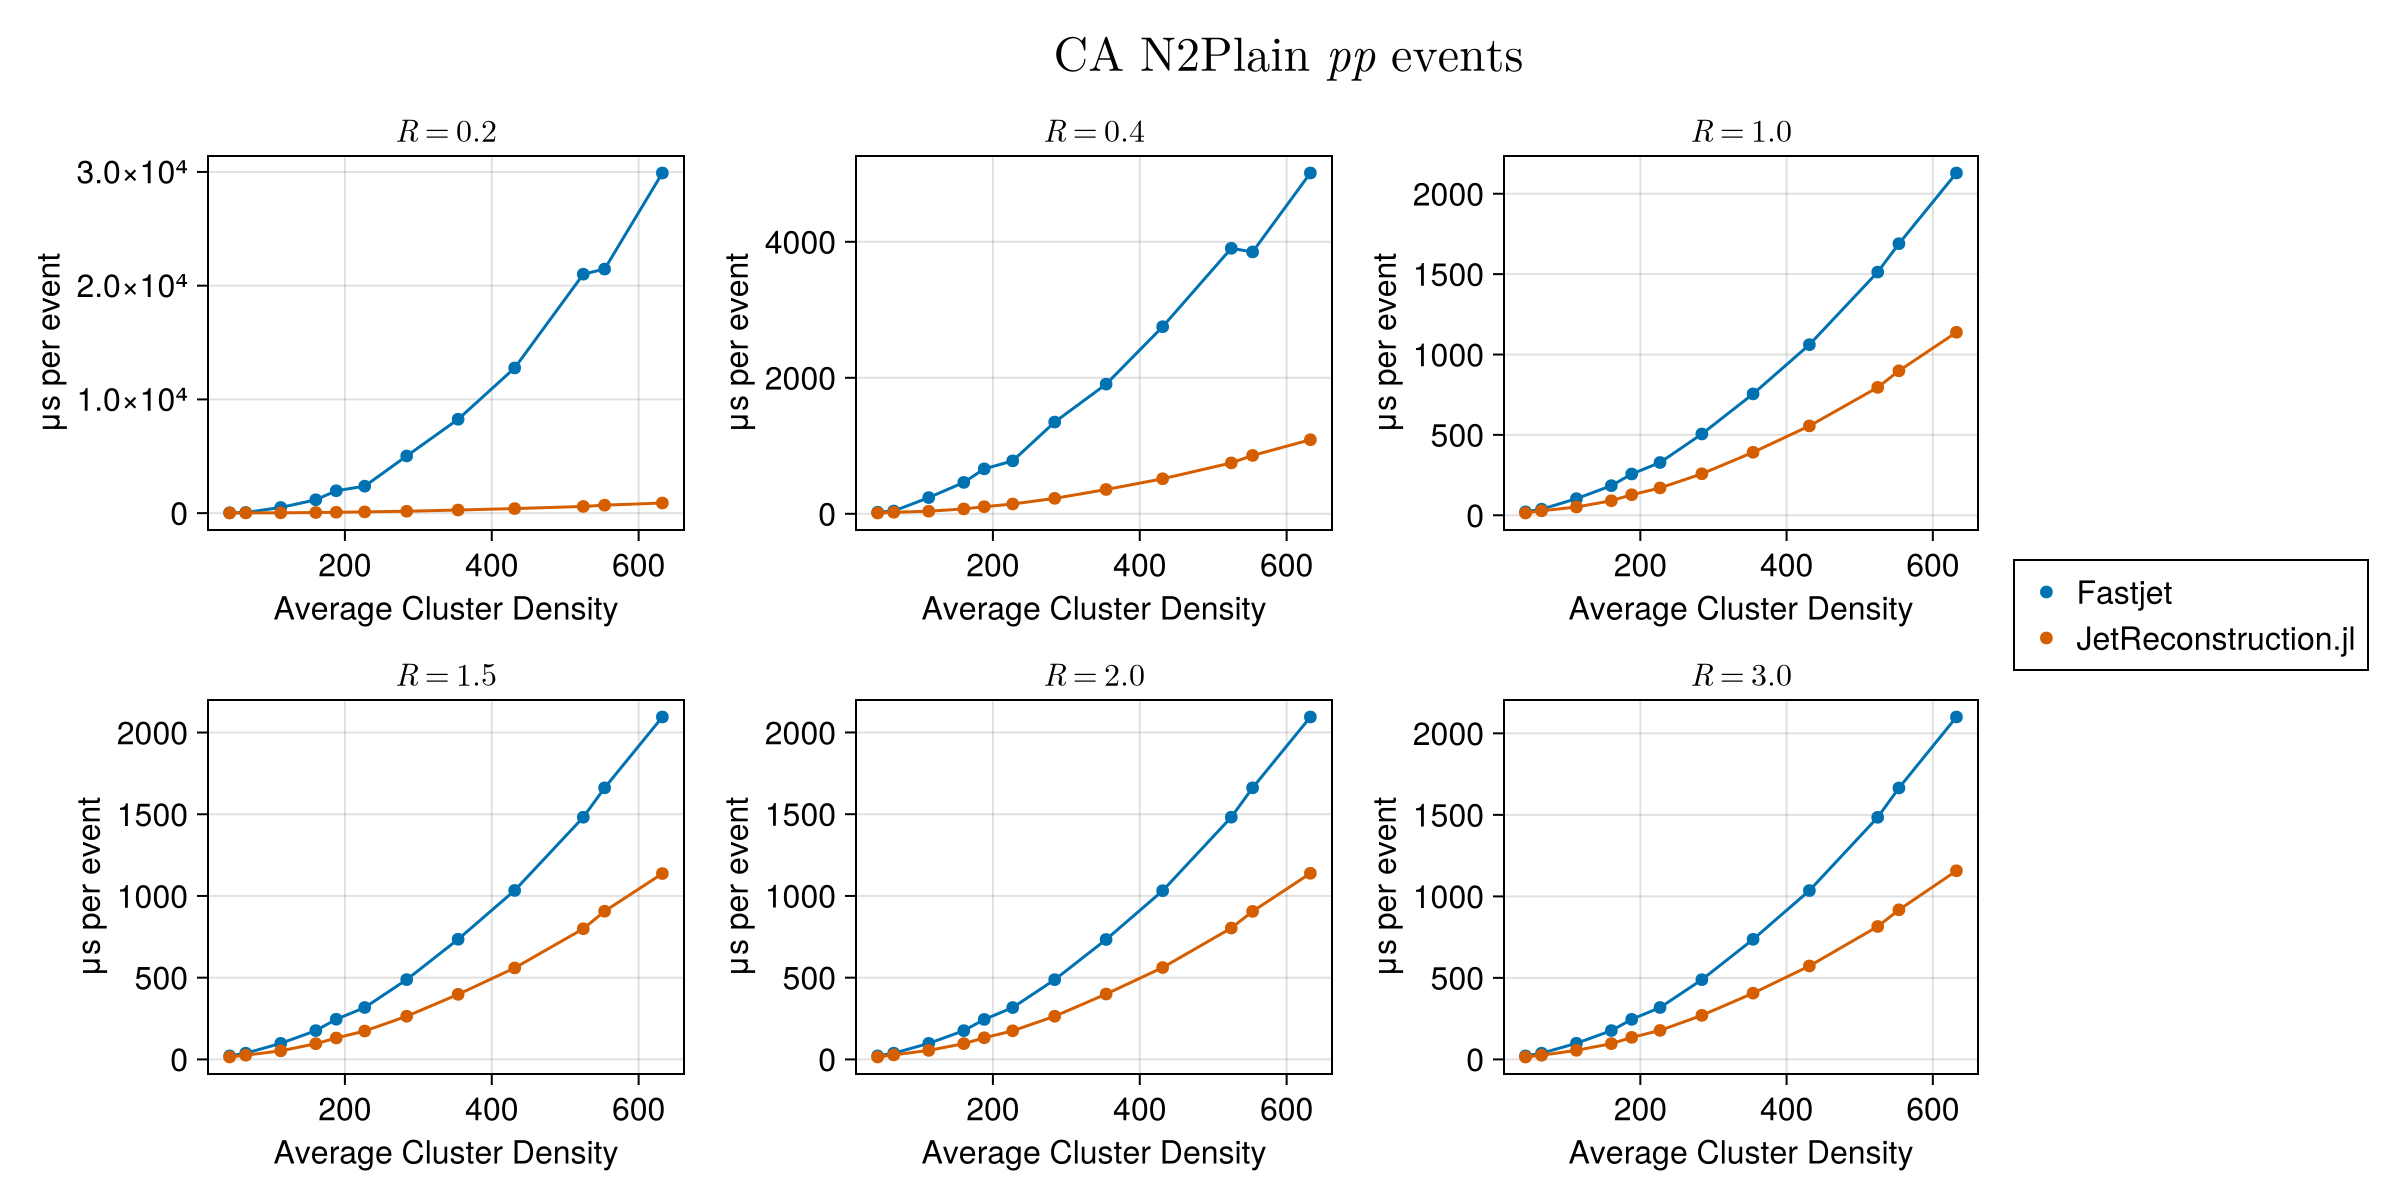 CA N2Plain pp events
R = 0.2
3.0×10⁴
2.0×10⁴
1.0×10⁴
0
µs per event
200 400 600
Average Cluster Density
R = 0.4
4000
2000
0
µs per event
200 400 600
Average Cluster Density
R = 1.0
2000
1500
1000
500
0
µs per event
200 400 600
Average Cluster Density
Fastjet
JetReconstruction.jl
R = 1.5
2000
1500
1000
500
0
µs per event
200 400 600
Average Cluster Density
R = 2.0
2000
1500
1000
500
0
µs per event
200 400 600
Average Cluster Density
R = 3.0
2000
1500
1000
500
0
µs per event
200 400 600
Average Cluster Density